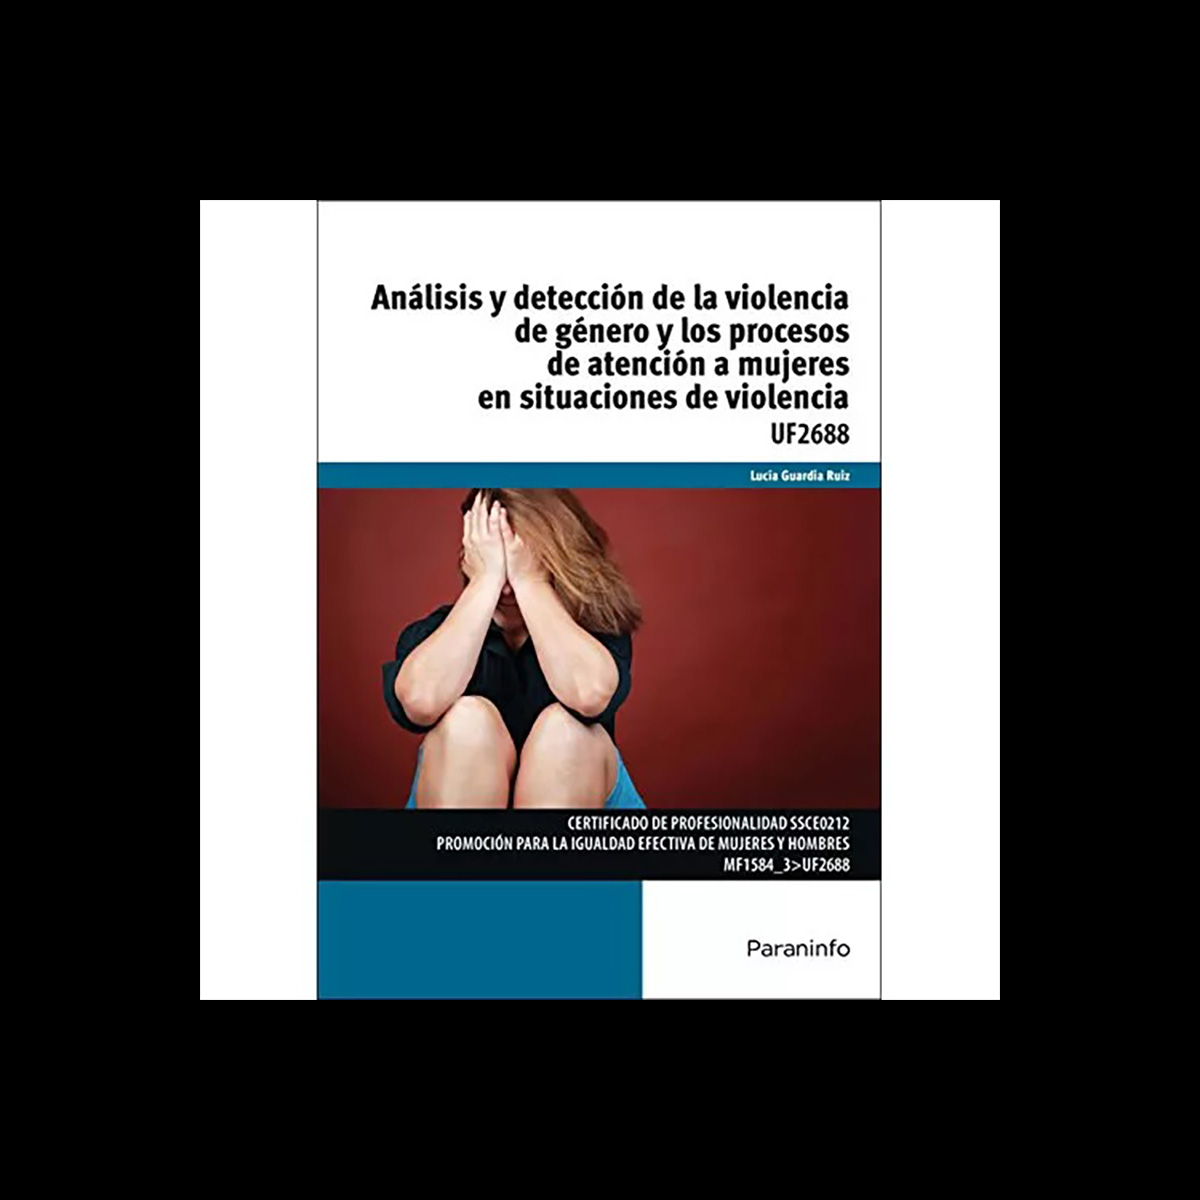 Análisis y detección de la violencia
de género y los procesos
de atención a mujeres
en situaciones de violencia
UF2688
Lucía Guardia Ruiz
CERTIFICADO DE PROFESIONALIDAD SSCE0212
PROMOCIÓN PARA LA IGUALDAD EFECTIVA DE MUJERES Y HOMBRES
MF1584_3>UF2688
Paraninfo